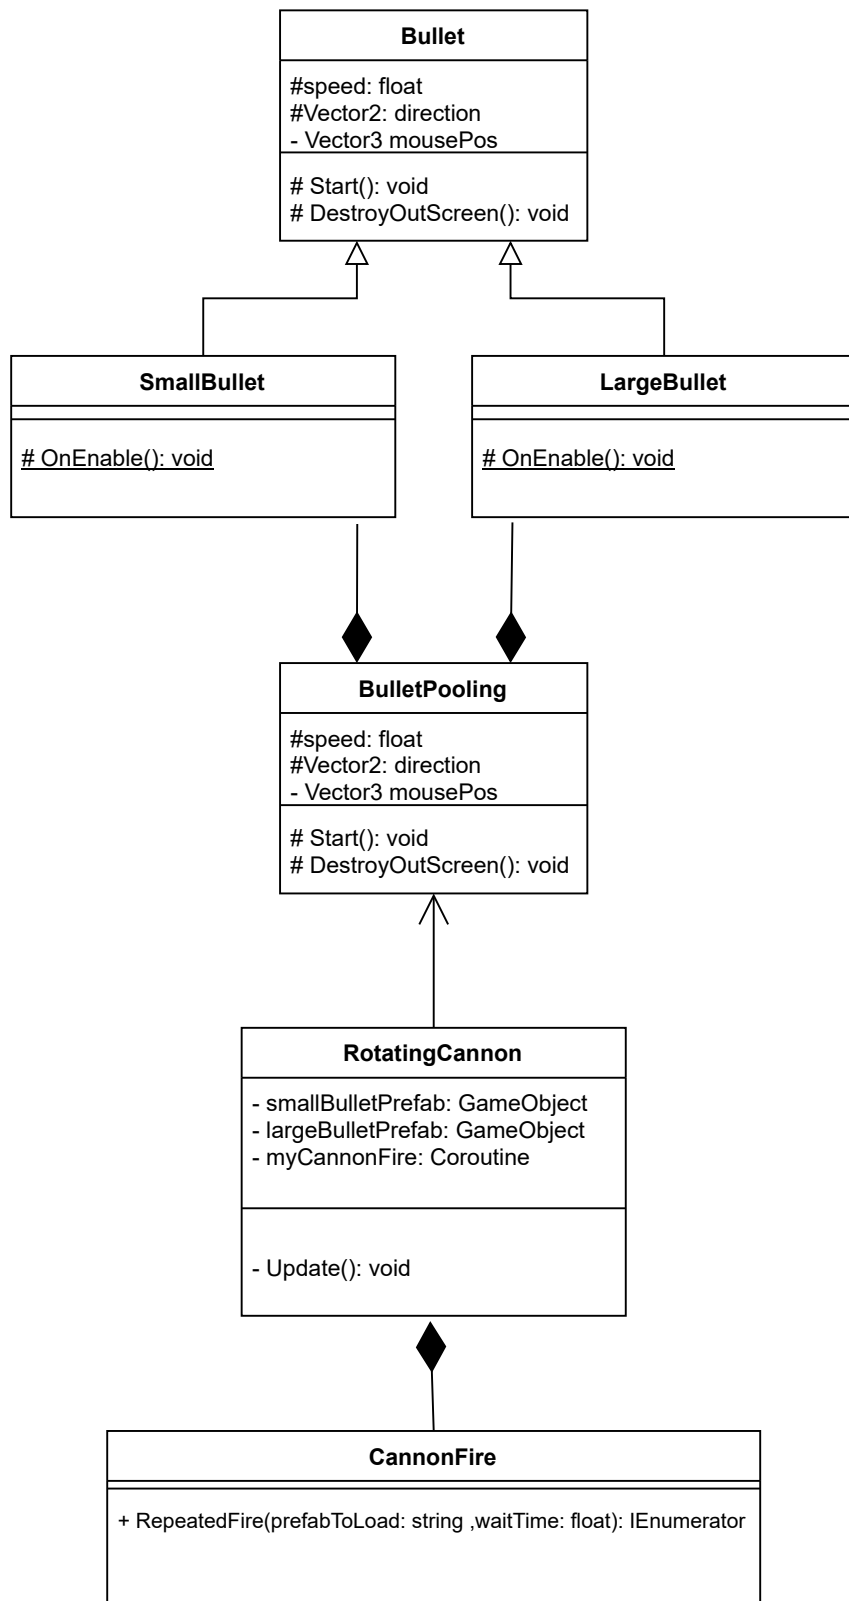 Bullet
#speed: float
#Vector2: direction
- Vector3 mousePos
# Start(): void
# DestroyOutScreen(): void
SmallBullet
# OnEnable(): void
LargeBullet
# OnEnable(): void
BulletPooling
#speed: float
#Vector2: direction
- Vector3 mousePos
# Start(): void
# DestroyOutScreen(): void
RotatingCannon
- smallBulletPrefab: GameObject
- largeBulletPrefab: GameObject
- myCannonFire: Coroutine
- Update(): void
CannonFire
+ RepeatedFire(prefabToLoad: string ,waitTime: float): IEnumerator